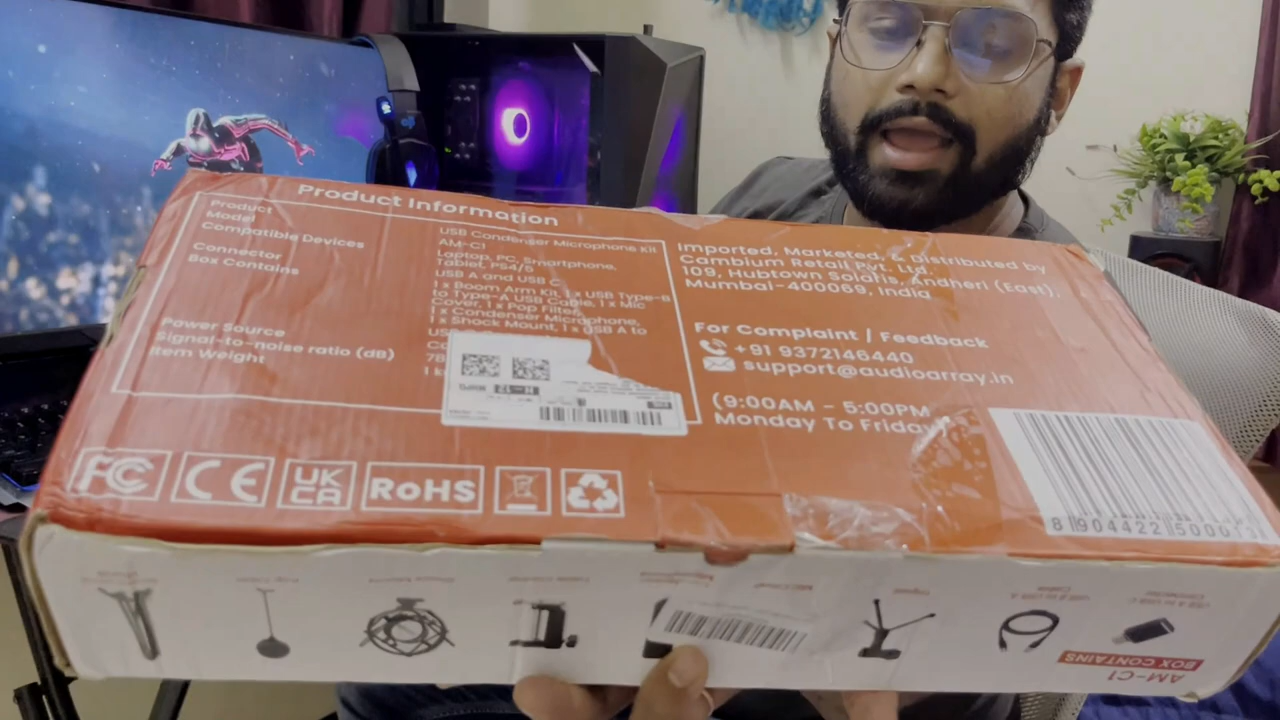 Product Information
Product
USB Condenser Microphone Kit
Model
AM-C1
Compatible Devices
Laptop, PC, Smartphone,
Tablet, PS4/5
Connector
USB A and USB C
Box Contains
1 x Boom Arm Kit, 1 x USB Type-B
to Type-A USB Cable, 1 x Mic
Cover, 1 x Pop Filter,
1 x Condenser Microphone,
1 x Shock Mount, 1 x USB A to
Power Source
Signal-to-noise ratio (dB)
78
Item Weight
Imported, Marketed, & Distributed by
Cambium Retail Pvt. Ltd.
109, Hubtown Solaris, Andheri (East),
Mumbai-400069, India
For Complaint / Feedback
+91 9372146440
support@audioarray.in
(9:00AM - 5:00PM
Monday To Friday
FC CE UK CA RoHS
8 904422 500013
BOX CONTAINS
AM-C1